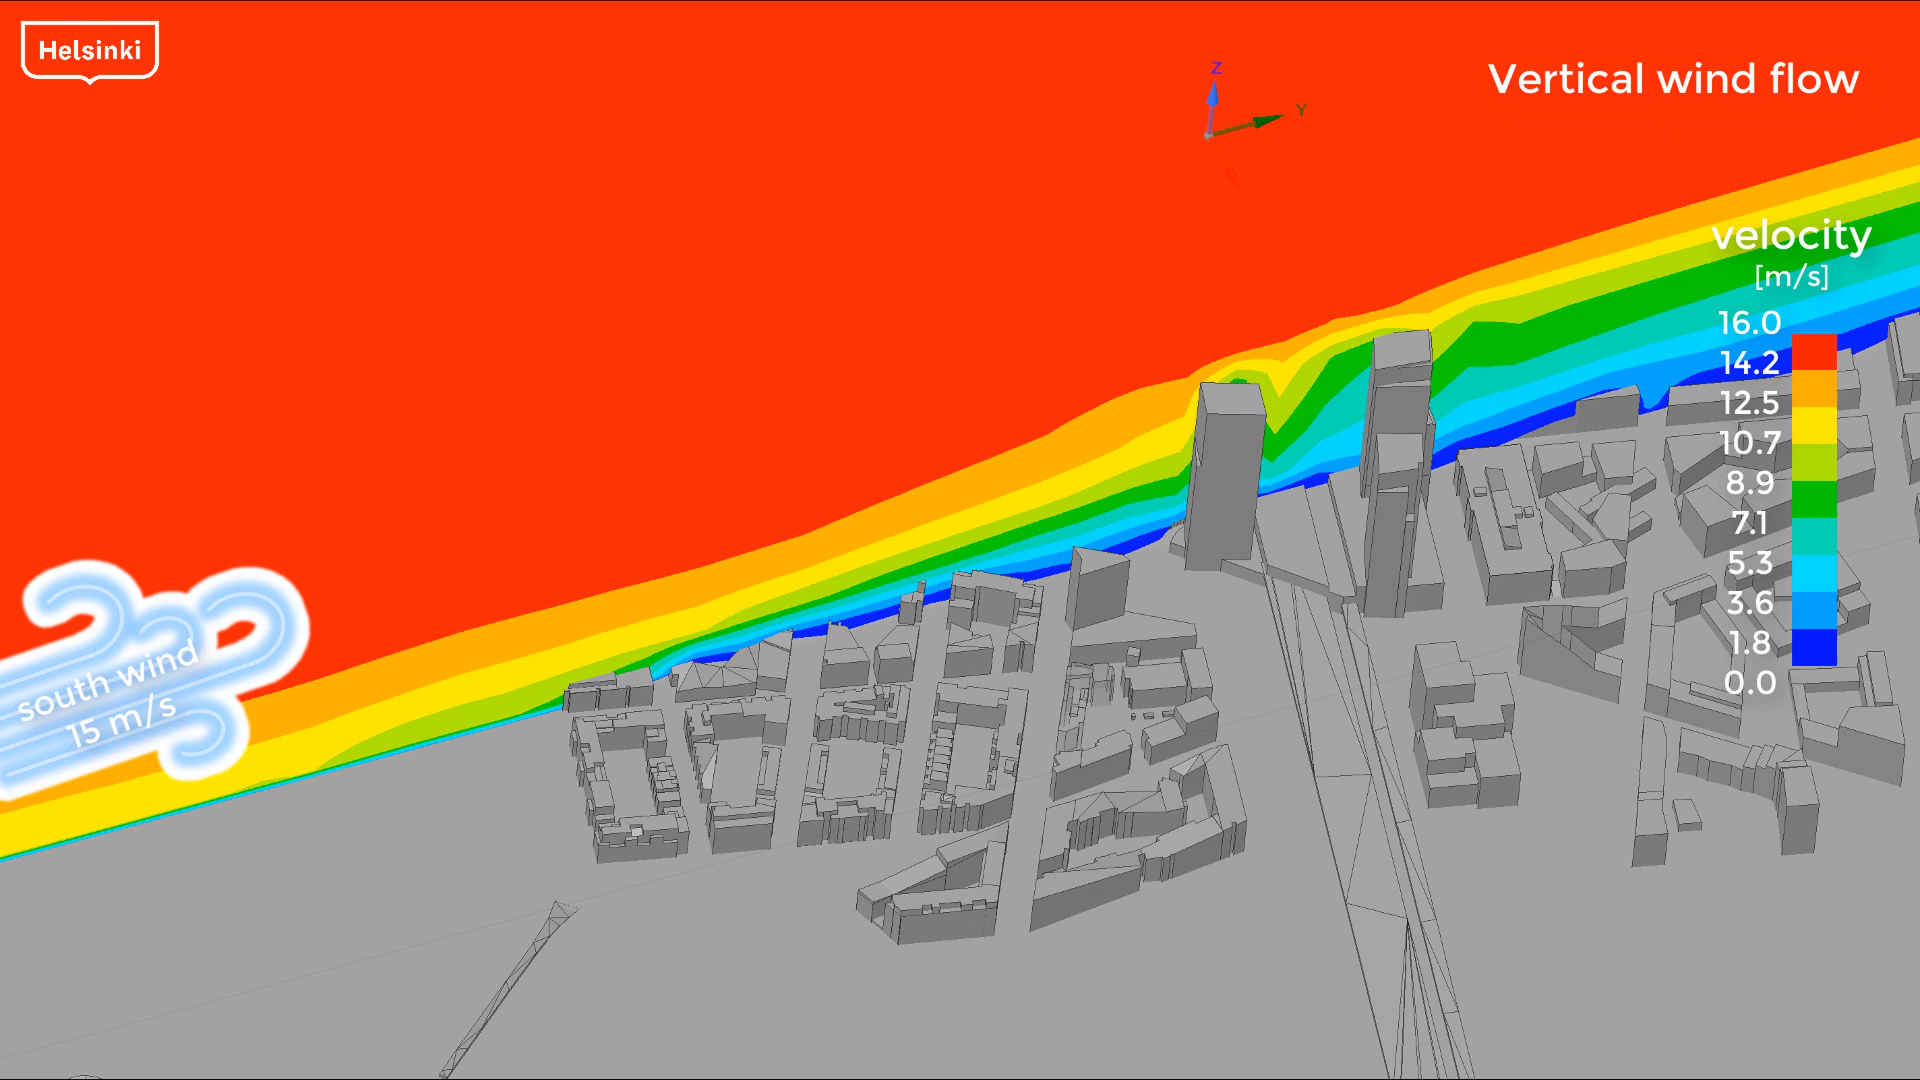 Helsinki
Vertical wind flow
Z
Y
velocity
[m/s]
16.0
14.2
12.5
10.7
8.9
7.1
5.3
3.6
1.8
0.0
south wind
15 m/s